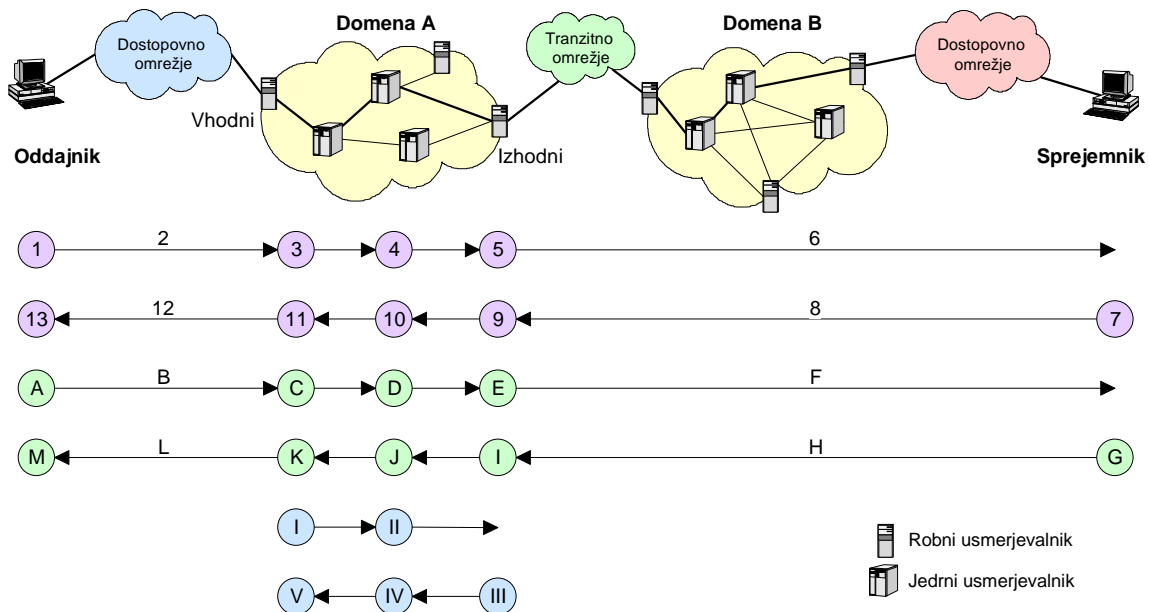 Domena A
Domena B
Dostopovno
omrežje
Tranzitno
omrežje
Dostopovno
omrežje
Vhodni
Izhodni
Oddajnik
Sprejemnik
1 2 3 4 5 6
13 12 11 10 9 8 7
A B C D E F
M L K J I H G
I II
V IV III
Robni usmerjevalnik
Jedrni usmerjevalnik